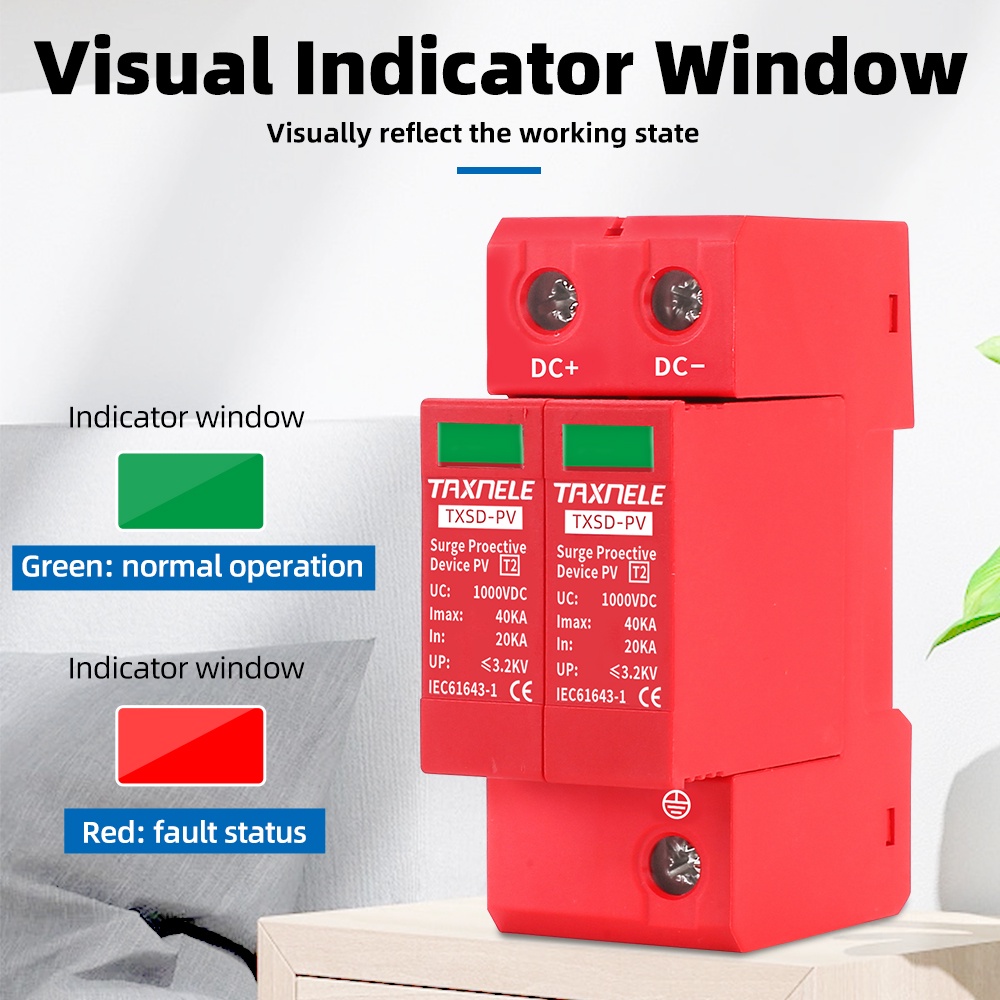 Visual Indicator Window
Visually reflect the working state
DC+ DC-
Indicator window
Green: normal operation
Indicator window
Red: fault status
TAXNELE
TXSD-PV
Surge Proective
Device PV T2
UC: 1000VDC
Imax: 40KA
In: 20KA
UP: ≤3.2KV
IEC61643-1 CE
TAXNELE
TXSD-PV
Surge Proective
Device PV T2
UC: 1000VDC
Imax: 40KA
In: 20KA
UP: ≤3.2KV
IEC61643-1 CE